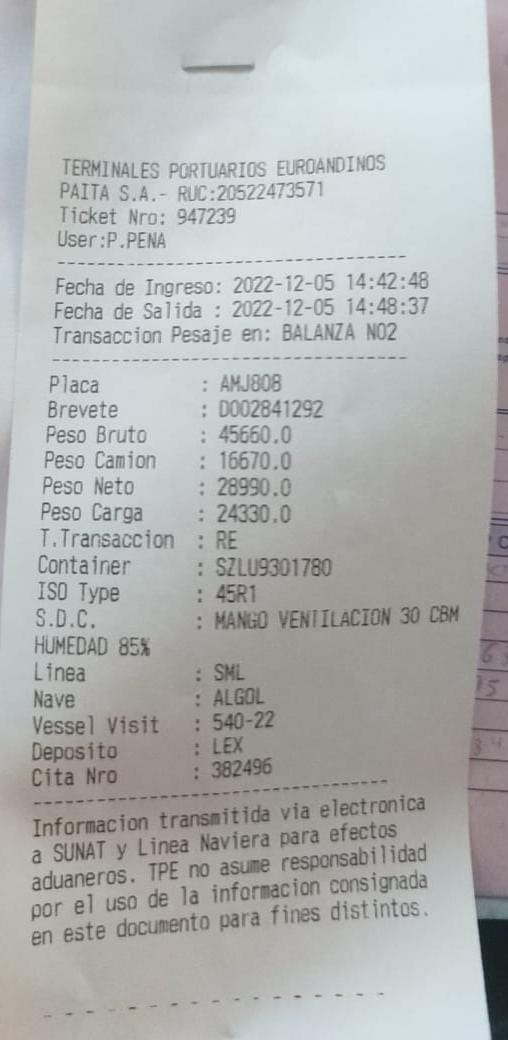 TERMINALES PORTUARIOS EUROANDINOS
PAITA S.A.- RUC:20522473571
Ticket Nro: 947239
User:P.PENA
Fecha de Ingreso: 2022-12-05 14:42:48
Fecha de Salida : 2022-12-05 14:48:37
Transaccion Pesaje en: BALANZA NO2
Placa : AMJ808
Brevete : D002841292
Peso Bruto : 45660.0
Peso Camion : 16670.0
Peso Neto : 28990.0
Peso Carga : 24330.0
T.Transaccion : RE
Container : SZLU9301780
ISO Type : 45R1
S.D.C. : MANGO VENTILACION 30 CBM
HUMEDAD 85%
Linea : SML
Nave : ALGOL
Vessel Visit : 540-22
Deposito : LEX
Cita Nro : 382496
Informacion transmitida via electronica
a SUNAT y Linea Naviera para efectos
aduaneros. TPE no asume responsabilidad
por el uso de la informacion consignada
en este documento para fines distintos.